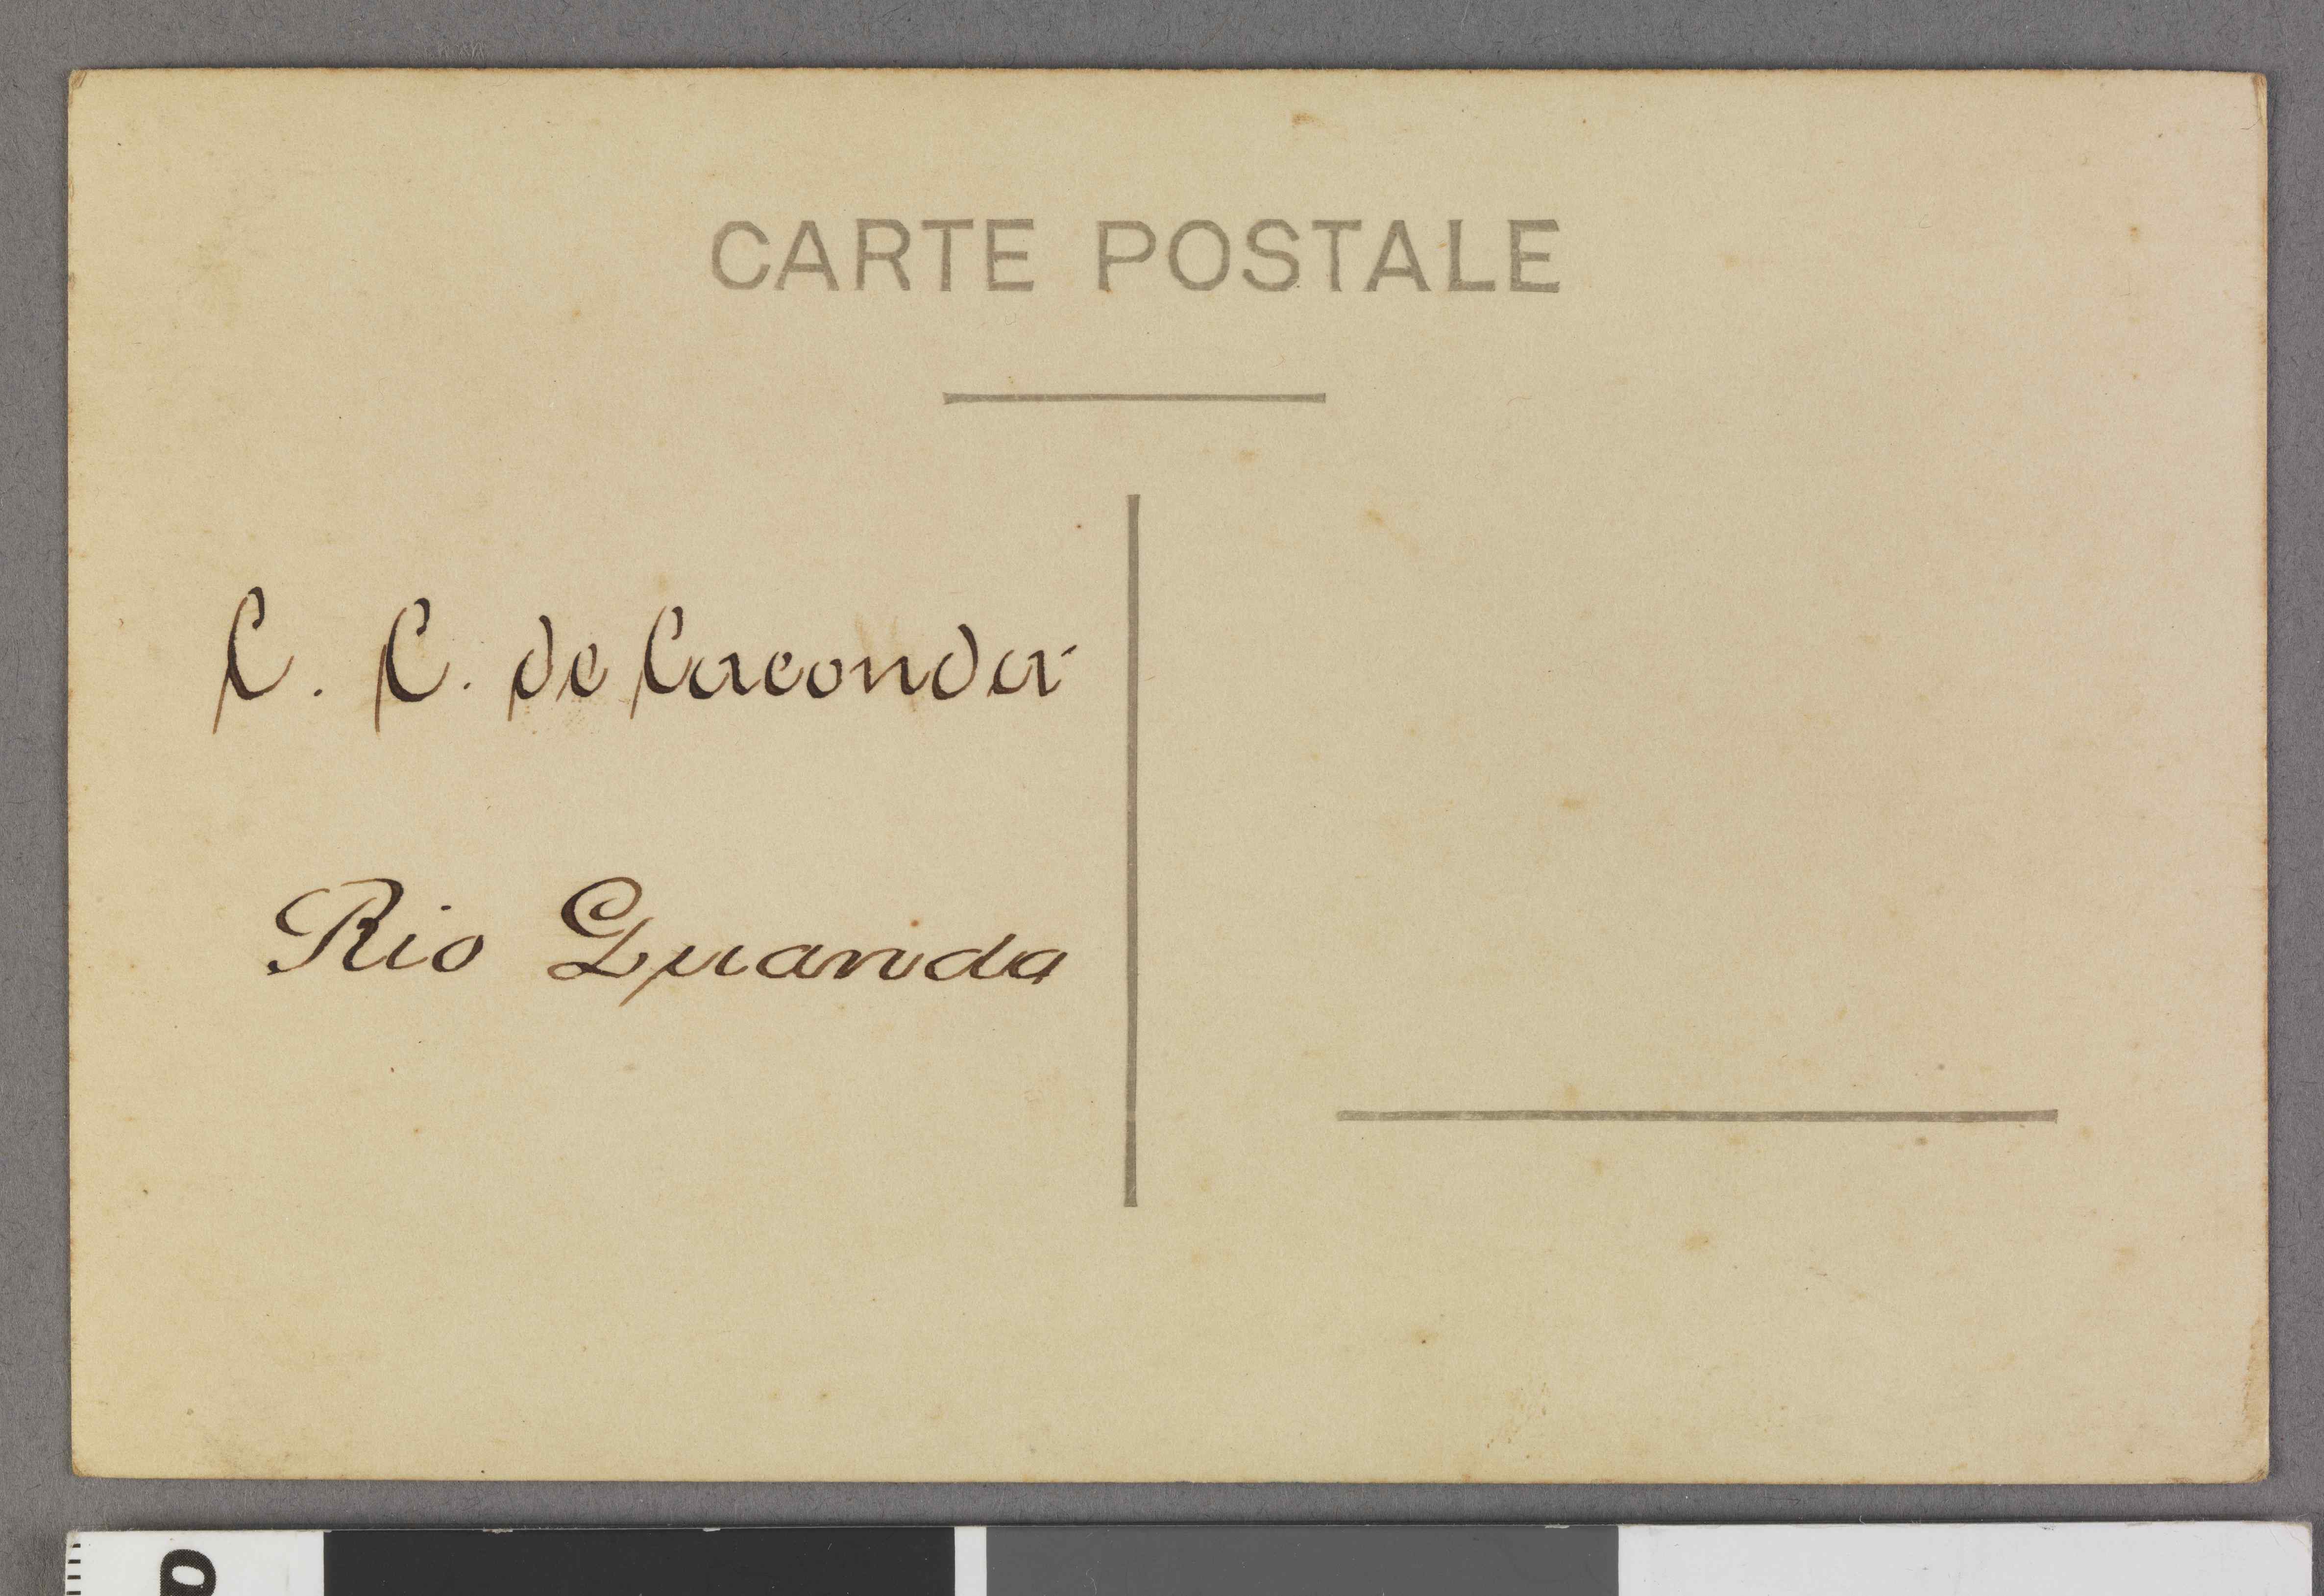 CARTE POSTALE
C. C. de Caconda
Rio Quanda
a